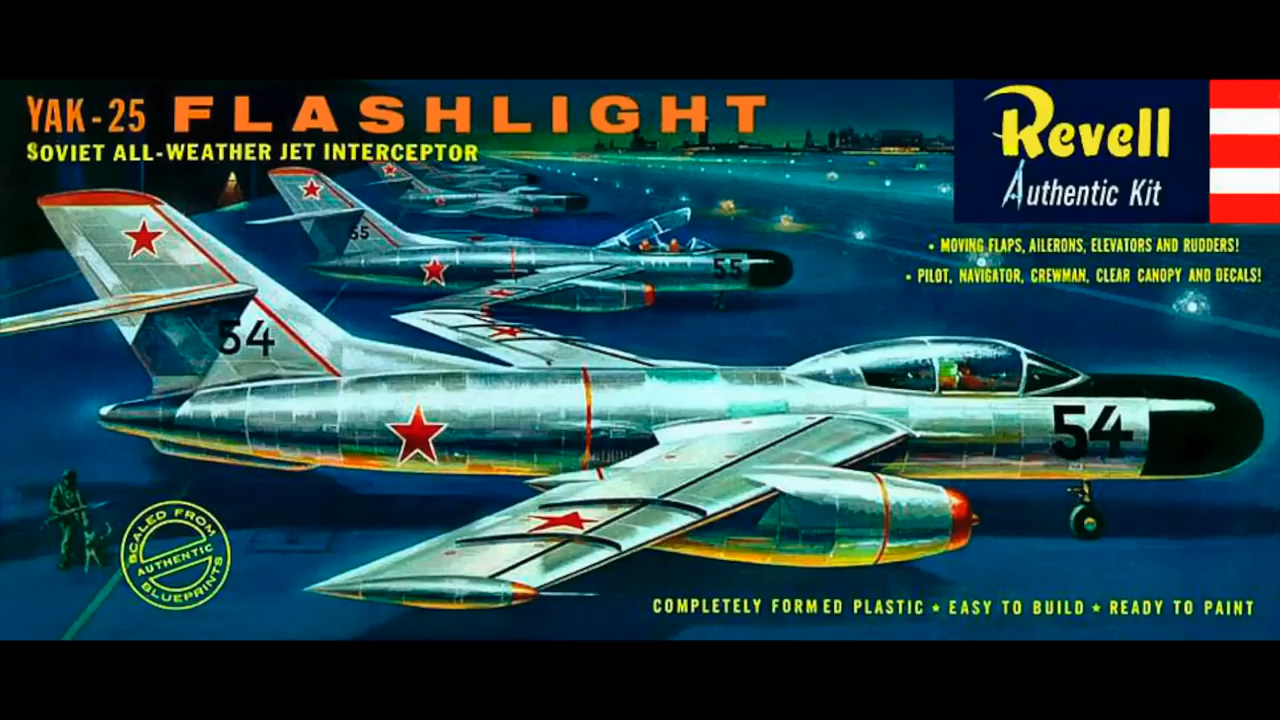 YAK-25 FLASHLIGHT
SOVIET ALL-WEATHER JET INTERCEPTOR
Revell
Authentic Kit
• MOVING FLAPS, AILERONS, ELEVATORS AND RUDDERS!
• PILOT, NAVIGATOR, CREWMAN, CLEAR CANOPY AND DECALS!
55
55
54
54
SCALED FROM
AUTHENTIC
BLUEPRINTS
COMPLETELY FORMED PLASTIC ★ EASY TO BUILD ★ READY TO PAINT